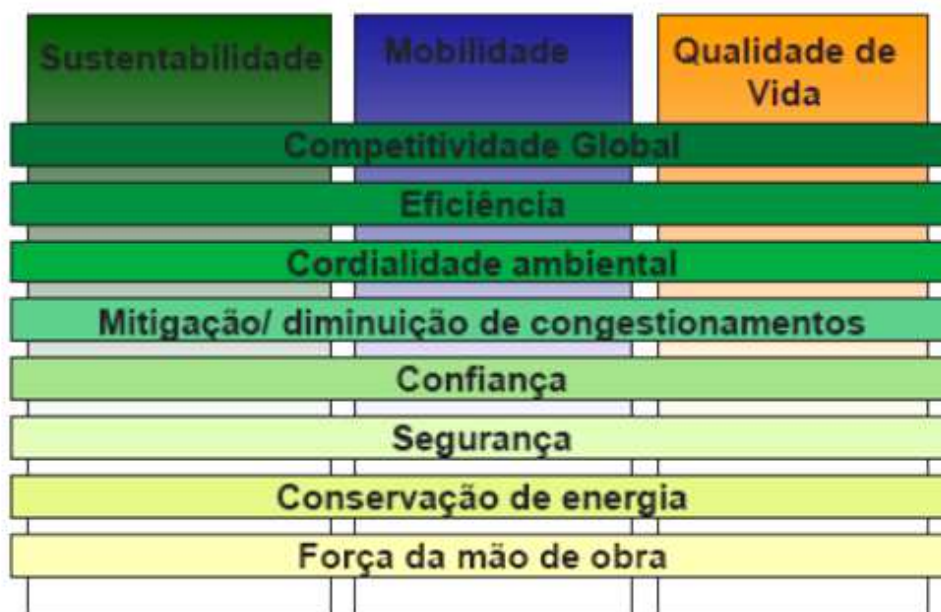 Sustentabilidade
Mobilidade
Qualidade de
Vida
Competitividade Global
Eficiência
Cordialidade ambiental
Mitigação/ diminuição de congestionamentos
Confiança
Segurança
Conservação de energia
Força da mão de obra